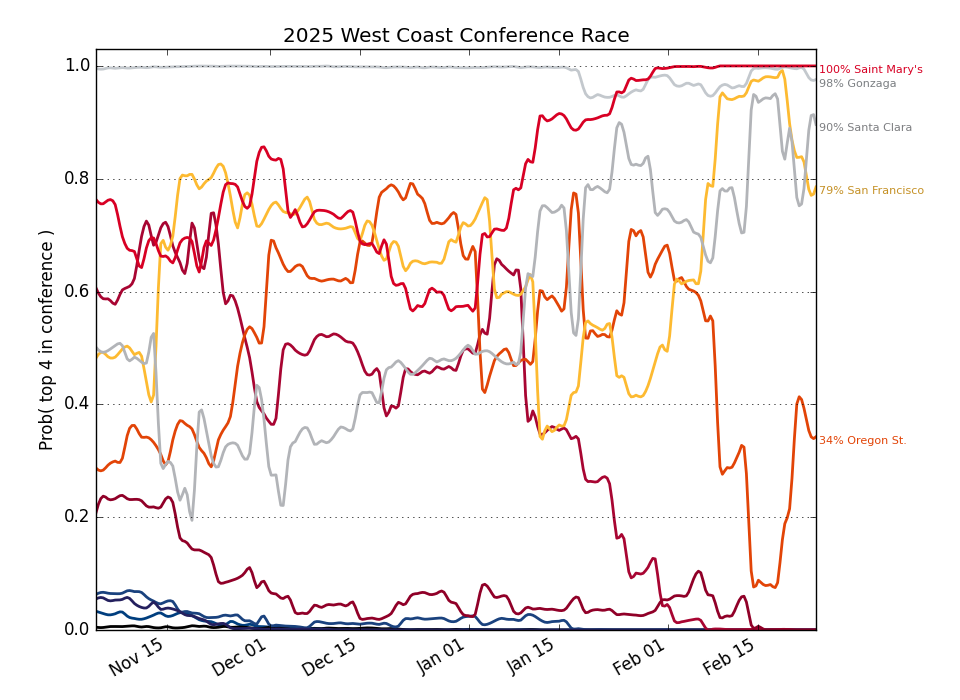 2025 West Coast Conference Race
Prob( top 4 in conference )
1.0
0.8
0.6
0.4
0.2
0.0
Nov 15
Dec 01
Dec 15
Jan 01
Jan 15
Feb 01
Feb 15
100% Saint Mary's
98% Gonzaga
90% Santa Clara
79% San Francisco
34% Oregon St.